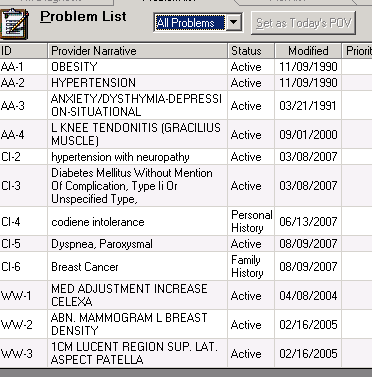 Problem List
All Problems
Set as Today's POV
ID Provider Narrative Status Modified Priorit
AA-1 OBESITY Active 11/09/1990
AA-2 HYPERTENSION Active 11/09/1990
AA-3 ANXIETY/DYSTHYMIA-DEPRESSI
ON-SITUATIONAL Active 03/21/1991
AA-4 L KNEE TENDONITIS (GRACILIUS
MUSCLE) Active 09/01/2000
CI-2 hypertension with neuropathy Active 03/08/2007
CI-3 Diabetes Mellitus Without Mention
Of Complication, Type Ii Or
Unspecified Type, Active 03/08/2007
CI-4 codiene intolerance Personal
History 06/13/2007
CI-5 Dyspnea, Paroxysmal Active 08/09/2007
CI-6 Breast Cancer Family
History 08/09/2007
WW-1 MED ADJUSTMENT INCREASE
CELEXA Active 04/08/2004
WW-2 ABN. MAMMOGRAM L BREAST
DENSITY Active 02/16/2005
WW-3 1CM LUCENT REGION SUP. LAT.
ASPECT PATELLA Active 02/16/2005